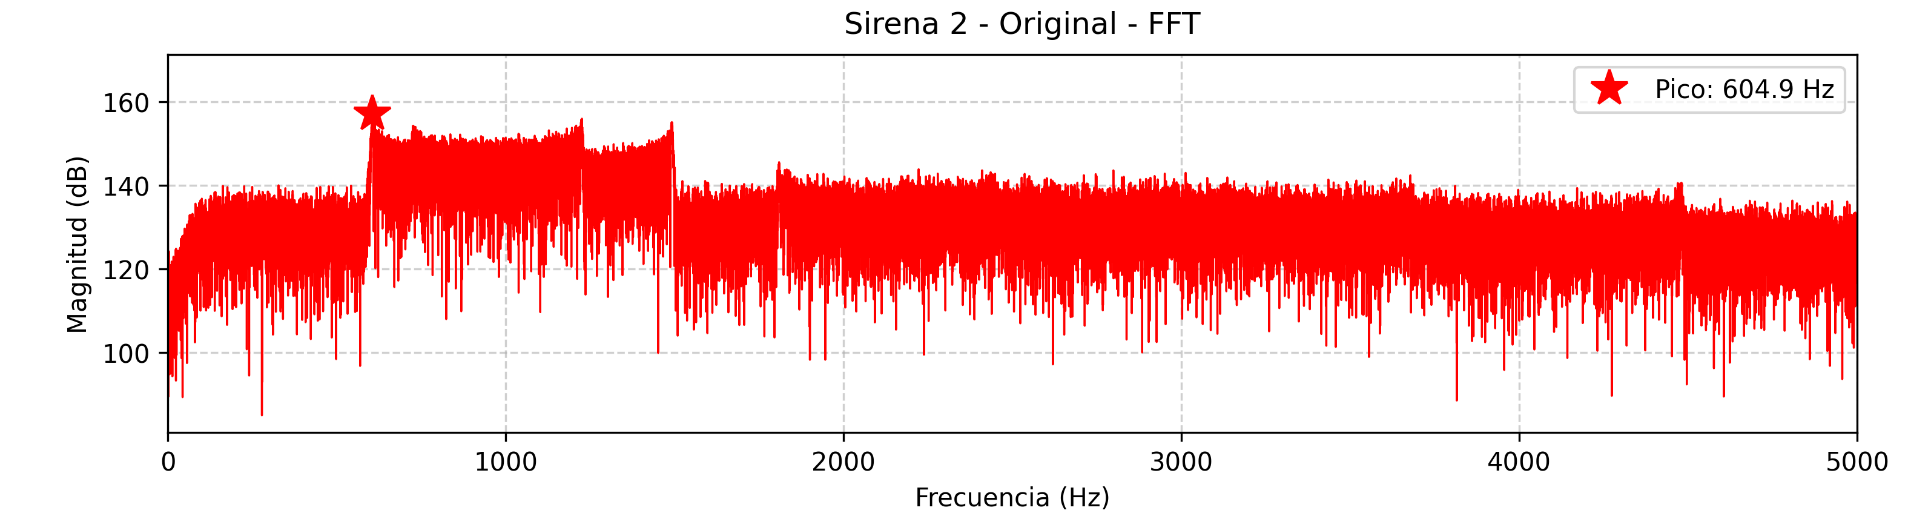 Sirena 2 - Original - FFT
Pico: 604.9 Hz
Magnitud (dB)
160
140
120
100
0 1000 2000 3000 4000 5000
Frecuencia (Hz)